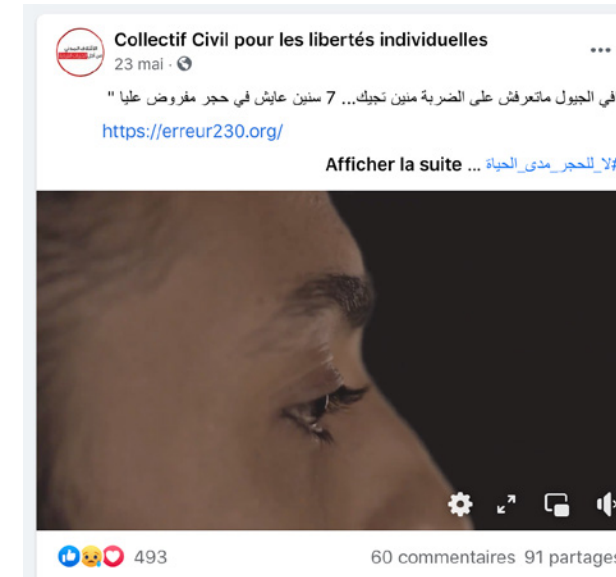 Collectif Civil pour les libertés individuelles
23 mai ·
في الجيول ماتعرفش على الضربة منين تجيك... 7 سنين عايش في حجر مفروض عليا "
https://erreur230.org/
#لا_للحجر_مدى_الحياة ... Afficher la suite
493
60 commentaires 91 partages